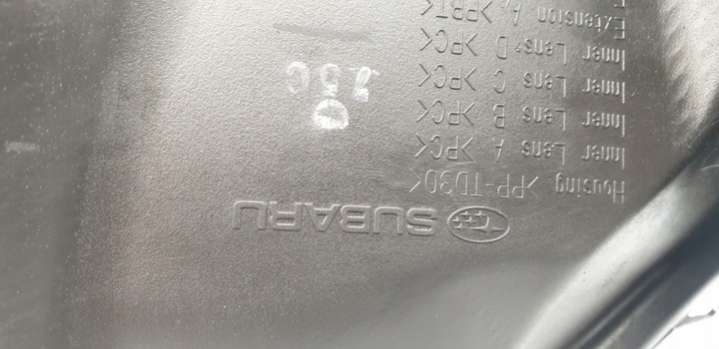 SUBARU
Housing >PP-TD30<
Inner Lens A >PC<
Inner Lens B >PC<
Inner Lens C >PC<
Inner Lens D >PC<
Extension A, >PBT<